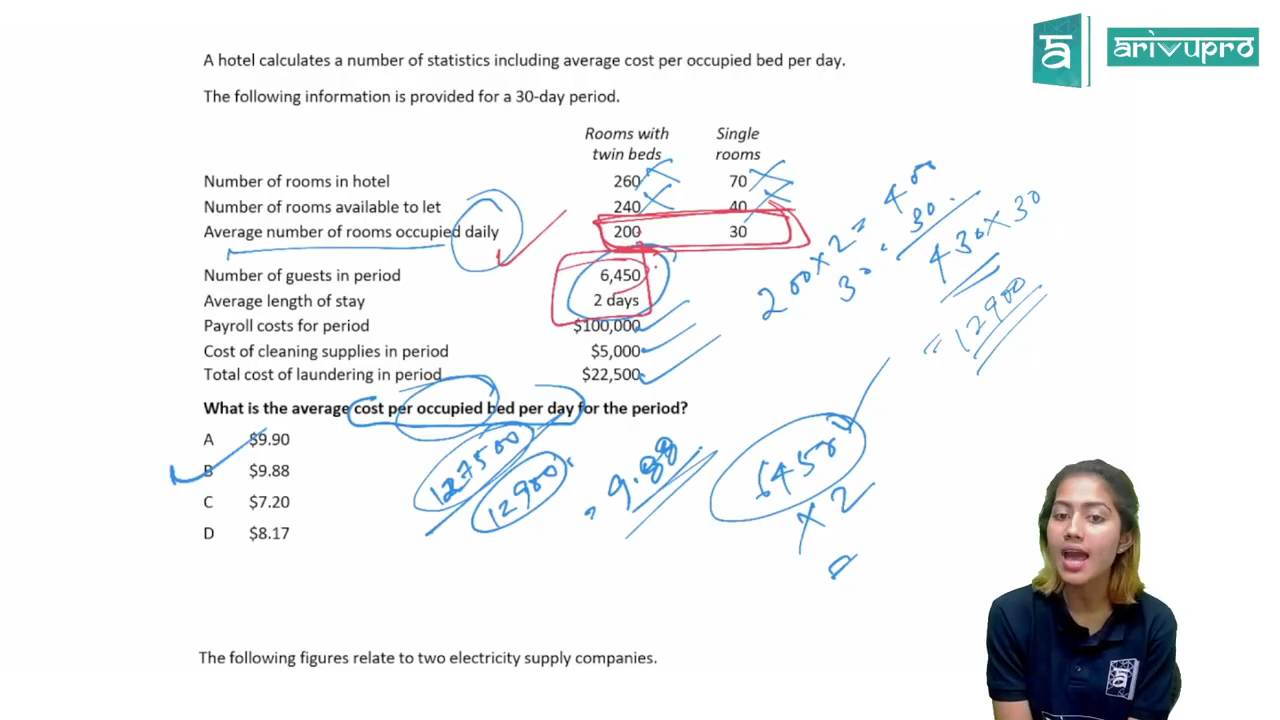 arivupro
A hotel calculates a number of statistics including average cost per occupied bed per day.
The following information is provided for a 30-day period.
Rooms with twin beds Single rooms
Number of rooms in hotel 260 70
Number of rooms available to let 240 40
Average number of rooms occupied daily 200 30
Number of guests in period 6,450
Average length of stay 2 days
Payroll costs for period $100,000
Cost of cleaning supplies in period $5,000
Total cost of laundering in period $22,500
What is the average cost per occupied bed per day for the period?
A $9.90
B $9.88
C $7.20
D $8.17
200 x 2 = 400
30 . 30
430 x 30
= 12900
127500
12900
= 9.88
6450
x 2
The following figures relate to two electricity supply companies.